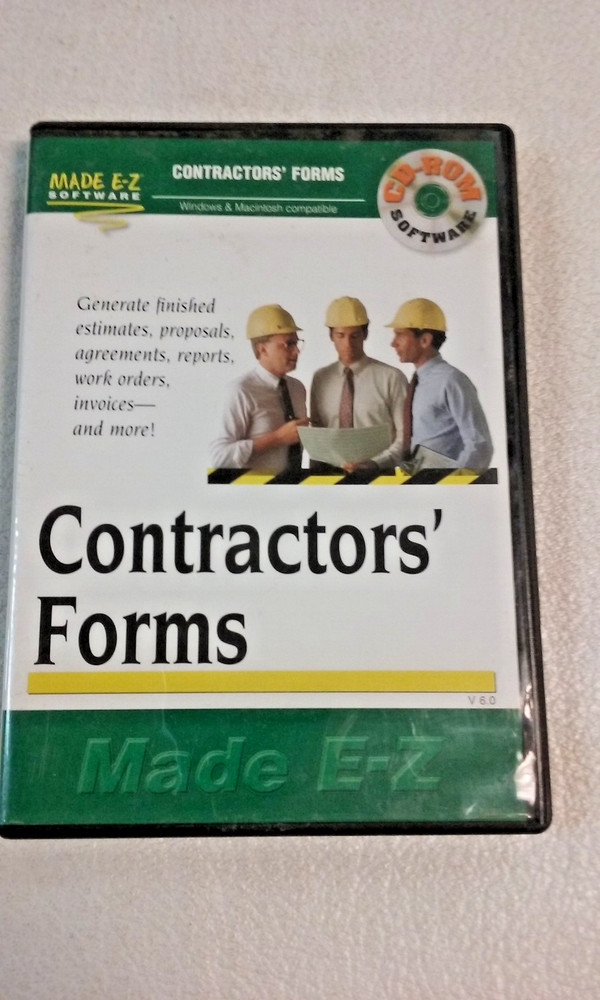 MADE E-Z
SOFTWARE
CONTRACTORS' FORMS
Windows & Macintosh compatible
CD-ROM
SOFTWARE
Generate finished
estimates, proposals,
agreements, reports,
work orders,
invoices—
and more!
Contractors'
Forms
V 6.0
Made E-Z